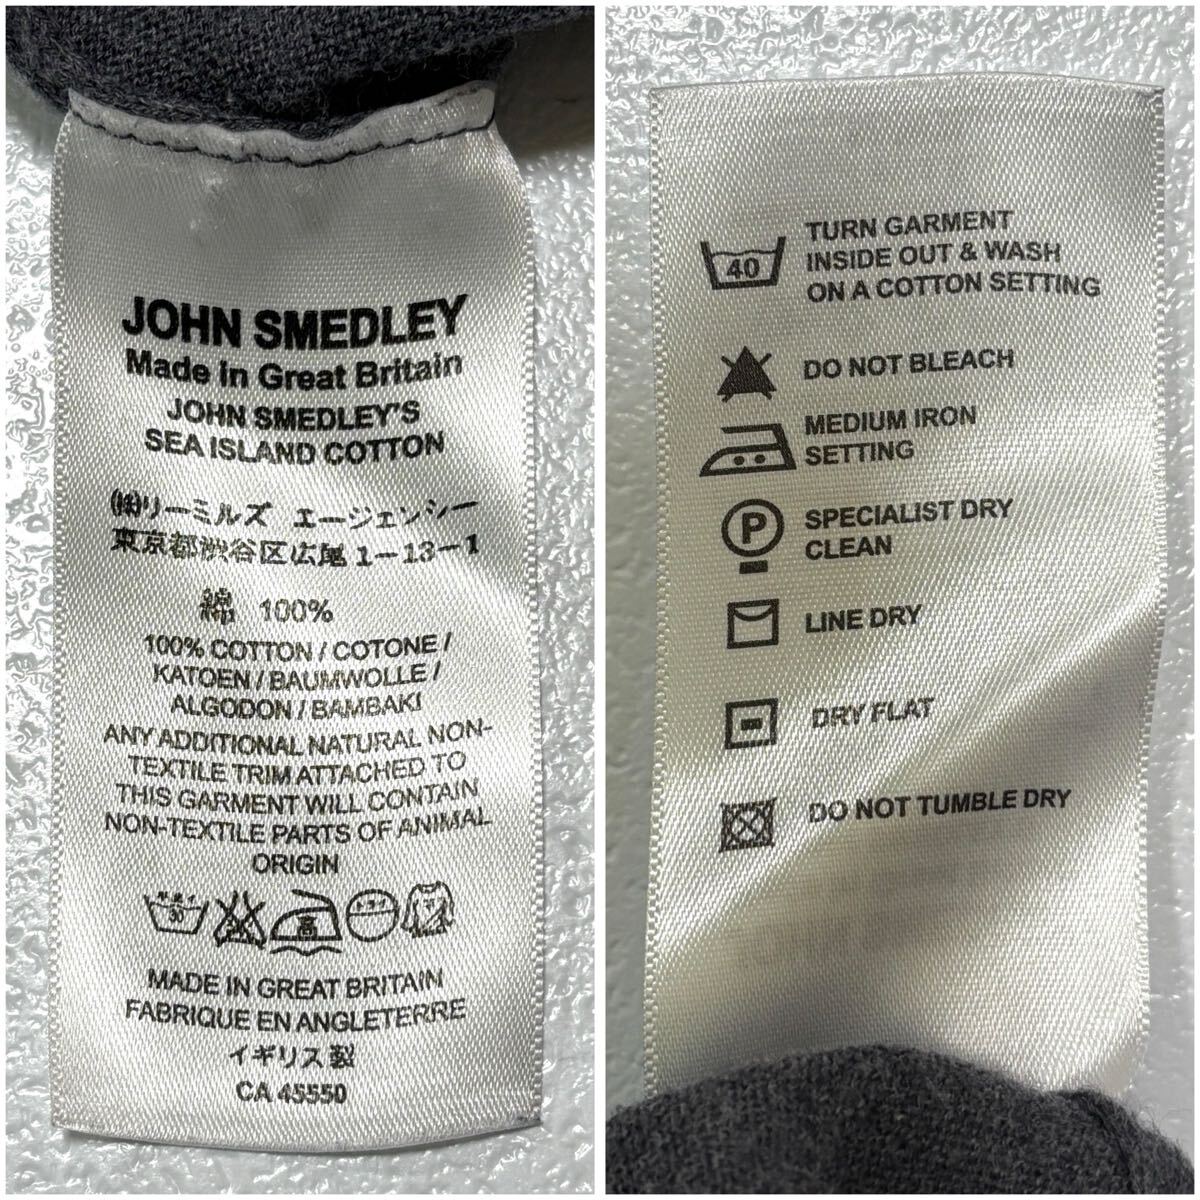 JOHN SMEDLEY
Made in Great Britain
JOHN SMEDLEY'S
SEA ISLAND COTTON
㈱リーミルズ エージェンシー
東京都渋谷区広尾1-13-1
綿 100%
100% COTTON / COTONE /
KATOEN / BAUMWOLLE /
ALGODON / BAMBAKI
ANY ADDITIONAL NATURAL NON-
TEXTILE TRIM ATTACHED TO
THIS GARMENT WILL CONTAIN
NON-TEXTILE PARTS OF ANIMAL
ORIGIN
30 高 ドライ
MADE IN GREAT BRITAIN
FABRIQUE EN ANGLETERRE
イギリス製
CA 45550
40
TURN GARMENT
INSIDE OUT & WASH
ON A COTTON SETTING
DO NOT BLEACH
MEDIUM IRON
SETTING
P
SPECIALIST DRY
CLEAN
LINE DRY
DRY FLAT
DO NOT TUMBLE DRY